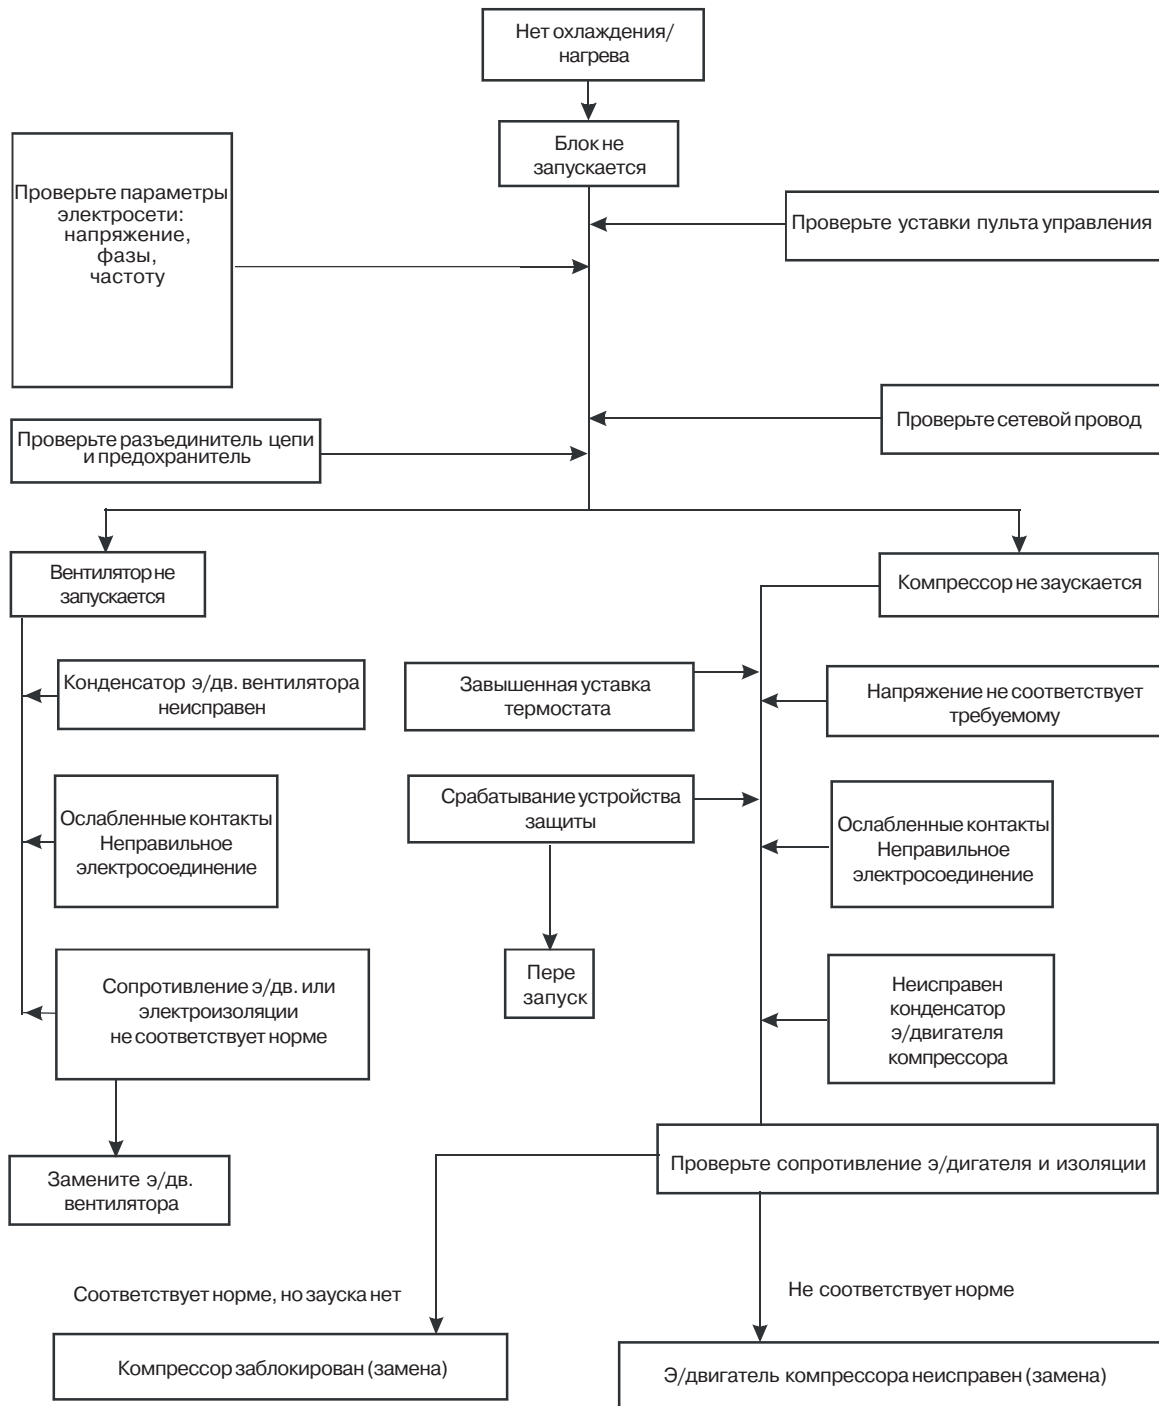 Нет охлаждения/
нагрева
Блок не
запускается
Проверьте параметры
электросети:
напряжение,
фазы,
частоту
Проверьте уставки пульта управления
Проверьте сетевой провод
Проверьте разъединитель цепи
и предохранитель
Вентилятор не
запускается
Компрессор не зауcкается
Конденсатор э/дв. вентилятора
неисправен
Завышенная уставка
термостата
Напряжение не соответствует
требуемому
Ослабленные контакты
Неправильное
электросоединение
Срабатывание устройства
защиты
Ослабленные контакты
Неправильное
электросоединение
Сопротивление э/дв. или
электроизоляции
не соответствует норме
Пере
запуск
Неисправен
конденсатор
э/двигателя
компрессора
Замените э/дв.
вентилятора
Проверьте сопротивление э/дигателя и изоляции
Соответствует норме, но зауска нет
Не соответствует норме
Компрессор заблокирован (замена)
Э/двигатель компрессора неисправен (замена)